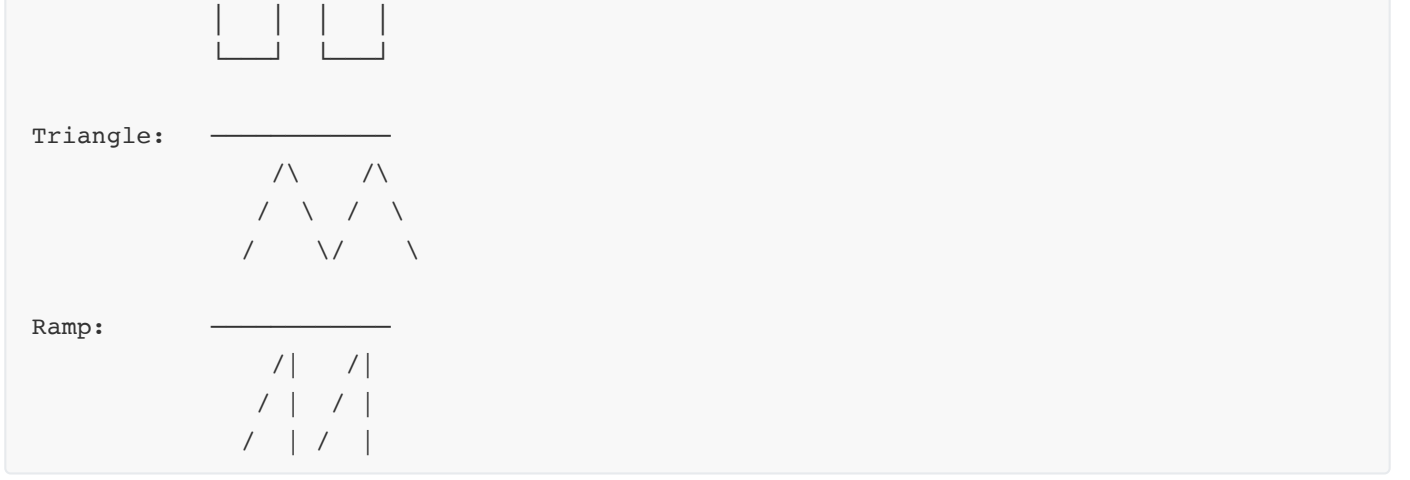 │   │  │   │
└───┘  └───┘
Triangle: ────────────
/\    /\
/  \  /  \
/    \/    \
Ramp: ────────────
/|   /|
/ |  / |
/  | /  |